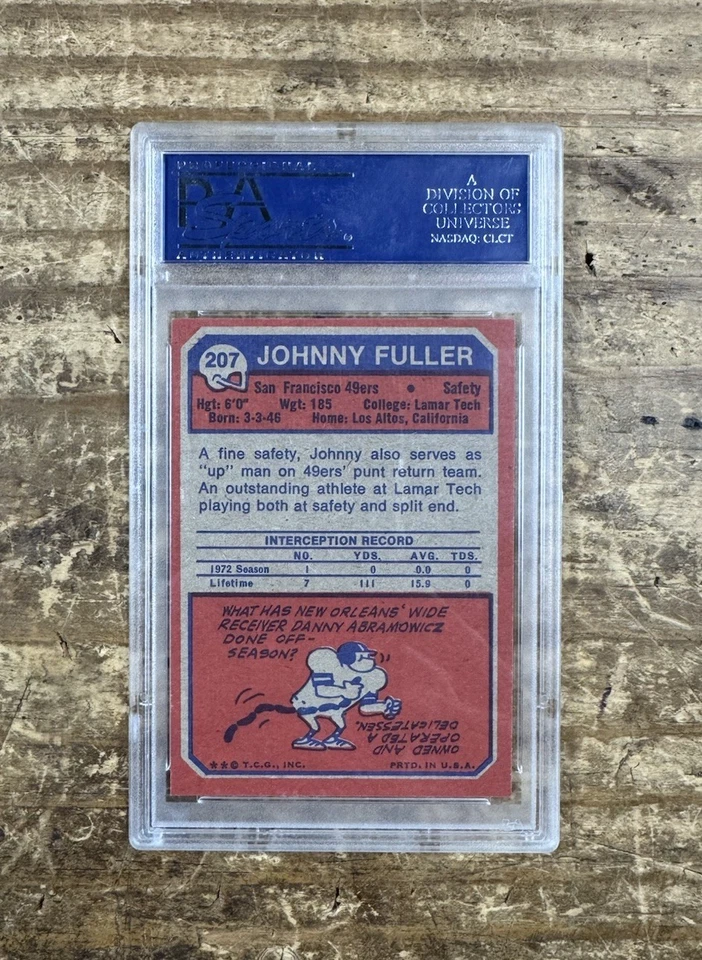 PSA
Sports
AUTHENTICATOR
A
DIVISION OF
COLLECTORS
UNIVERSE
NASDAQ: CLCT
207 JOHNNY FULLER
San Francisco 49ers • Safety
Hgt: 6'0" Wgt: 185 College: Lamar Tech
Born: 3-3-46 Home: Los Altos, California
A fine safety, Johnny also serves as
"up" man on 49ers' punt return team.
An outstanding athlete at Lamar Tech
playing both at safety and split end.
INTERCEPTION RECORD
NO. YDS. AVG. TDS.
1972 Season 1 0 0.0 0
Lifetime 7 111 15.9 0
WHAT HAS NEW ORLEANS' WIDE
RECEIVER DANNY ABRAMOWICZ
DONE OFF-
SEASON?
OWNED AND
OPERATED A
DELICATESSEN.
**© T.C.G., INC. PRTD. IN U.S.A.